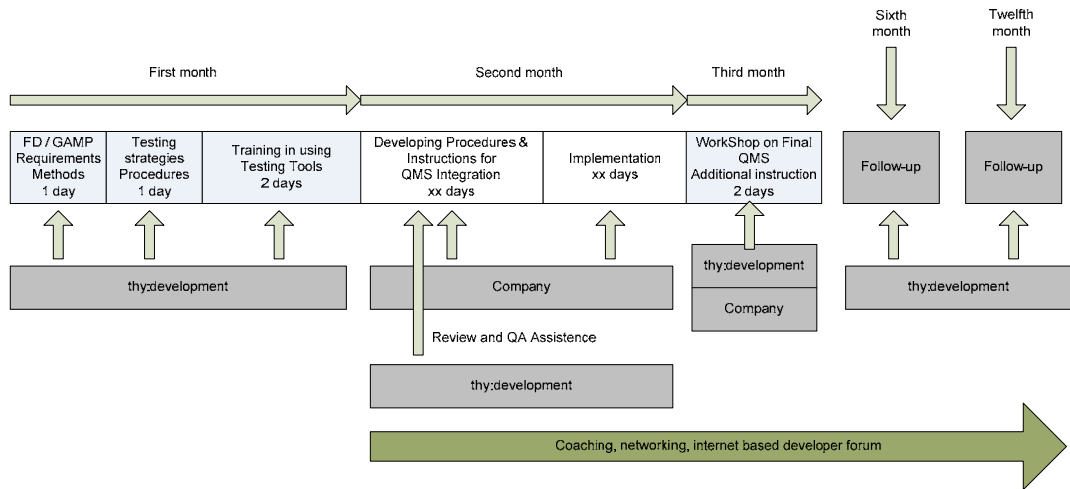 Sixth
month
Twelfth
month
First month
Second month
Third month
FD / GAMP
Requirements
Methods
1 day
Testing
strategies
Procedures
1 day
Training in using
Testing Tools
2 days
Developing Procedures &
Instructions for
QMS Integration
xx days
Implementation
xx days
WorkShop on Final
QMS
Additional instruction
2 days
Follow-up
Follow-up
thy:development
Company
thy:development
Company
thy:development
Review and QA Assistence
thy:development
Coaching, networking, internet based developer forum